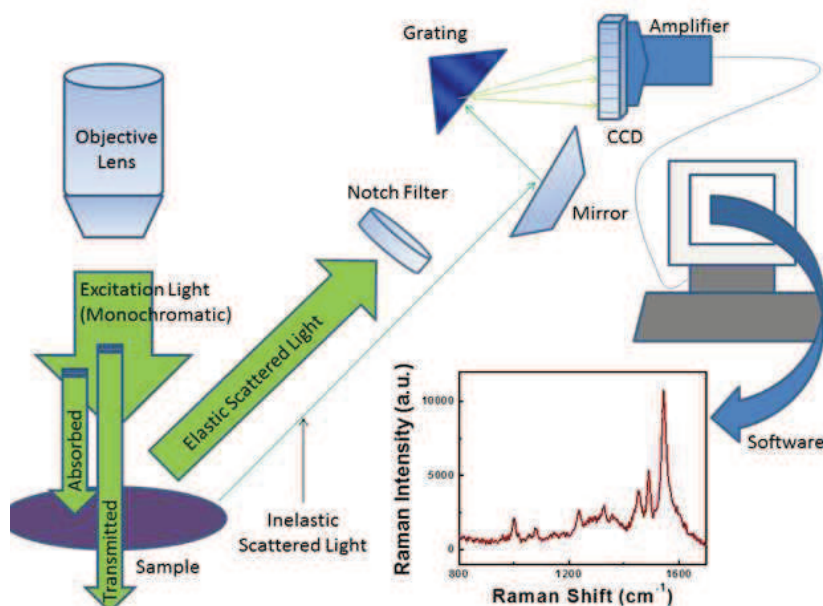 Grating
Amplifier
Objective
Lens
CCD
Notch Filter
Mirror
Excitation Light
(Monochromatic)
Elastic Scattered Light
Absorbed
Transmitted
Sample
Inelastic
Scattered Light
Software
Raman Intensity (a.u.)
10000
5000
0
800
1200
1600
Raman Shift (cm⁻¹)